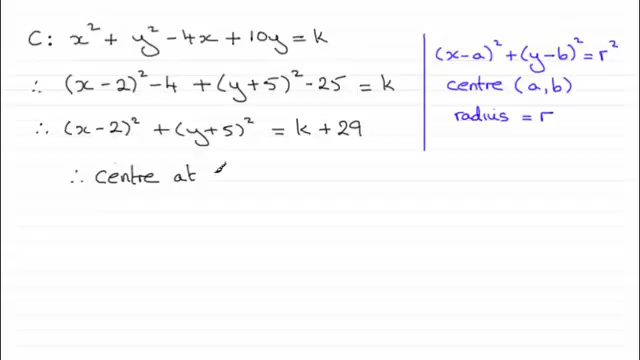 C: x² + y² - 4x + 10y = k
∴ (x - 2)² - 4 + (y + 5)² - 25 = k
∴ (x - 2)² + (y + 5)² = k + 29
∴ centre at
(x - a)² + (y - b)² = r²
centre (a, b)
radius = r